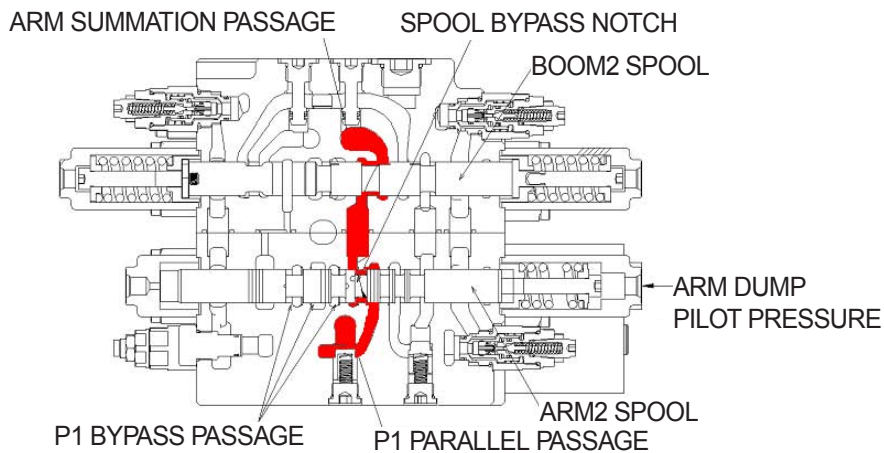 ARM SUMMATION PASSAGE
SPOOL BYPASS NOTCH
BOOM2 SPOOL
ARM DUMP
PILOT PRESSURE
ARM2 SPOOL
P1 BYPASS PASSAGE
P1 PARALLEL PASSAGE